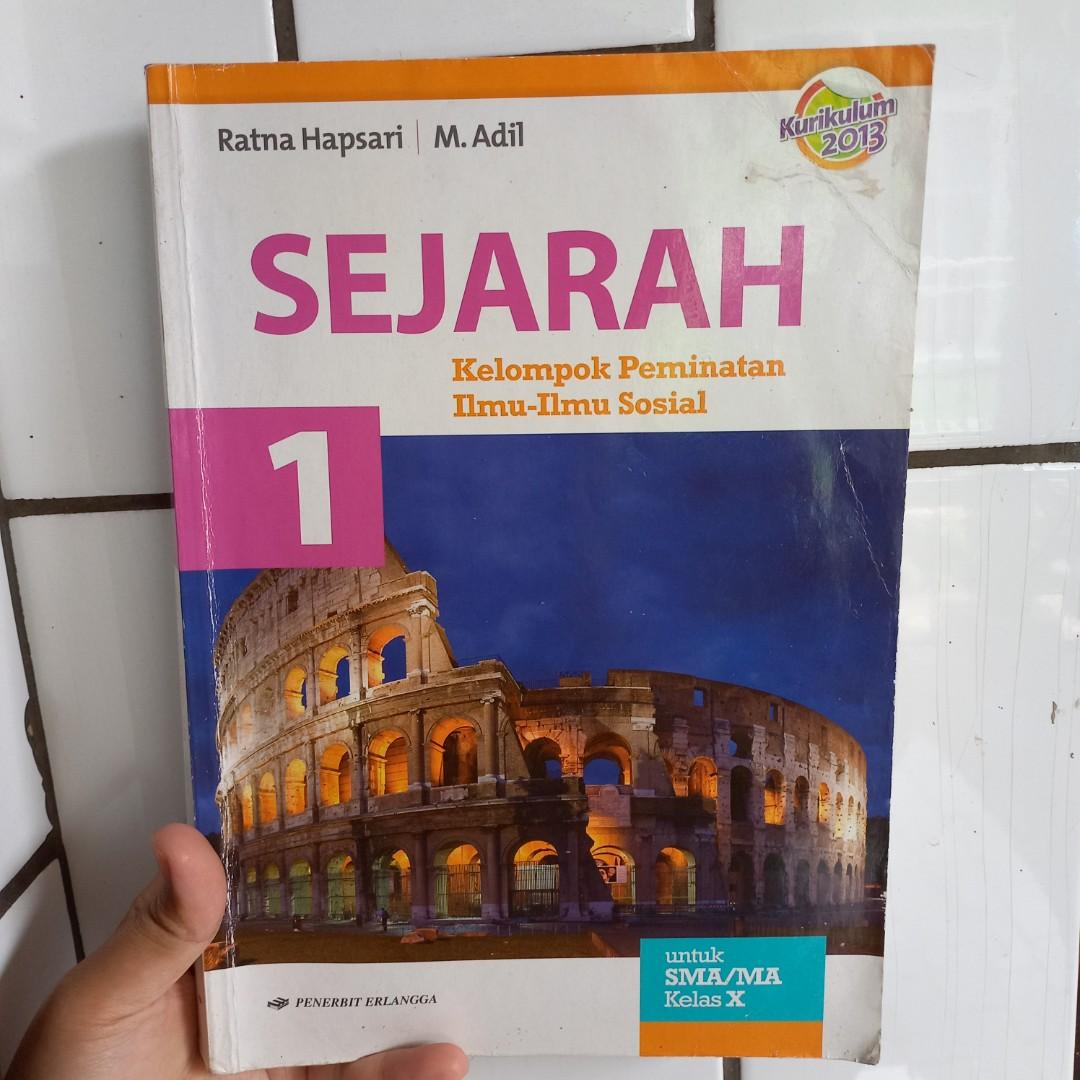 Ratna Hapsari | M. Adil
Kurikulum
2013
SEJARAH
Kelompok Peminatan
Ilmu-Ilmu Sosial
1
untuk
SMA/MA
Kelas X
PENERBIT ERLANGGA